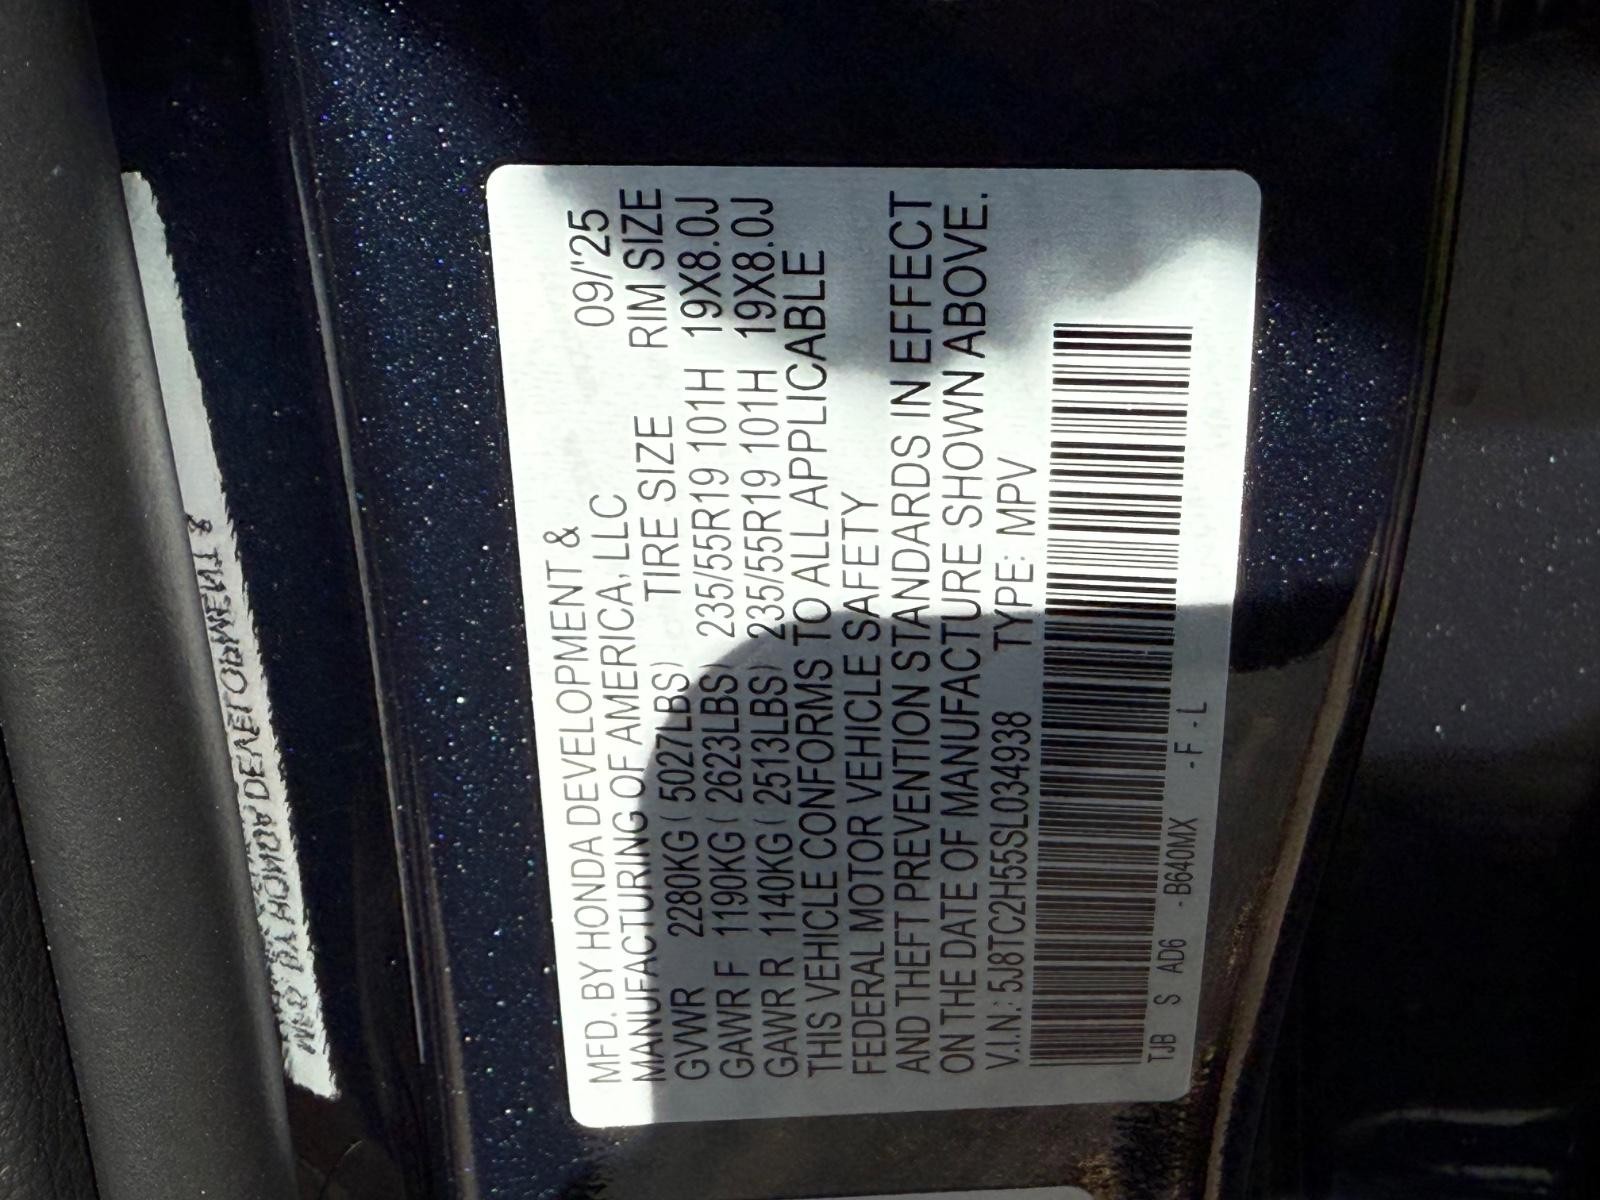 MFD. BY HONDA DEVELOPMENT &
MANUFACTURING OF AMERICA, LLC 09/'25
GVWR 2280KG ( 5027LBS) TIRE SIZE RIM SIZE
GAWR F 1190KG ( 2623LBS) 235/55R19 101H 19X8.0J
GAWR R 1140KG ( 2513LBS) 235/55R19 101H 19X8.0J
THIS VEHICLE CONFORMS TO ALL APPLICABLE
FEDERAL MOTOR VEHICLE SAFETY
AND THEFT PREVENTION STANDARDS IN EFFECT
ON THE DATE OF MANUFACTURE SHOWN ABOVE.
V.I.N.: 5J8TC2H55SL034938 TYPE: MPV
TJB S AD6 - B640MX - F - L